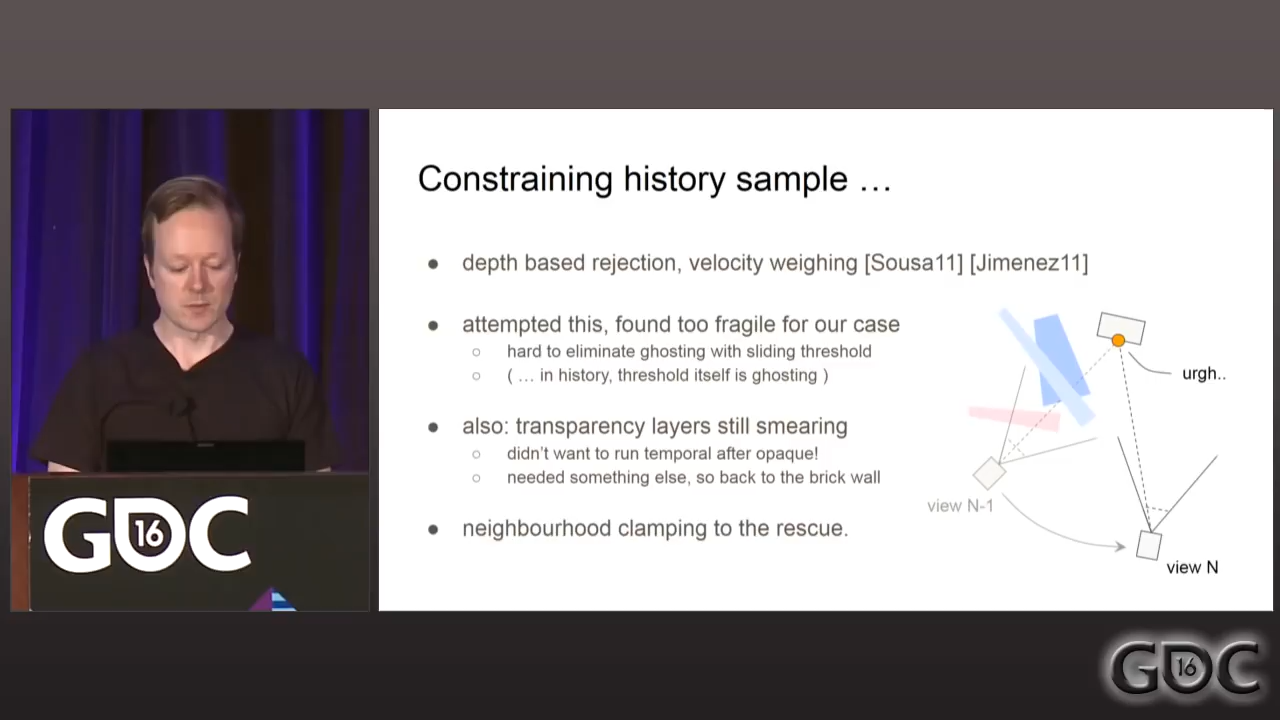 Constraining history sample …
● depth based rejection, velocity weighing [Sousa11] [Jimenez11]
● attempted this, found too fragile for our case
○ hard to eliminate ghosting with sliding threshold
○ ( … in history, threshold itself is ghosting )
● also: transparency layers still smearing
○ didn't want to run temporal after opaque!
○ needed something else, so back to the brick wall
● neighbourhood clamping to the rescue.
urgh..
view N-1
view N
GDC 16
GDC 16